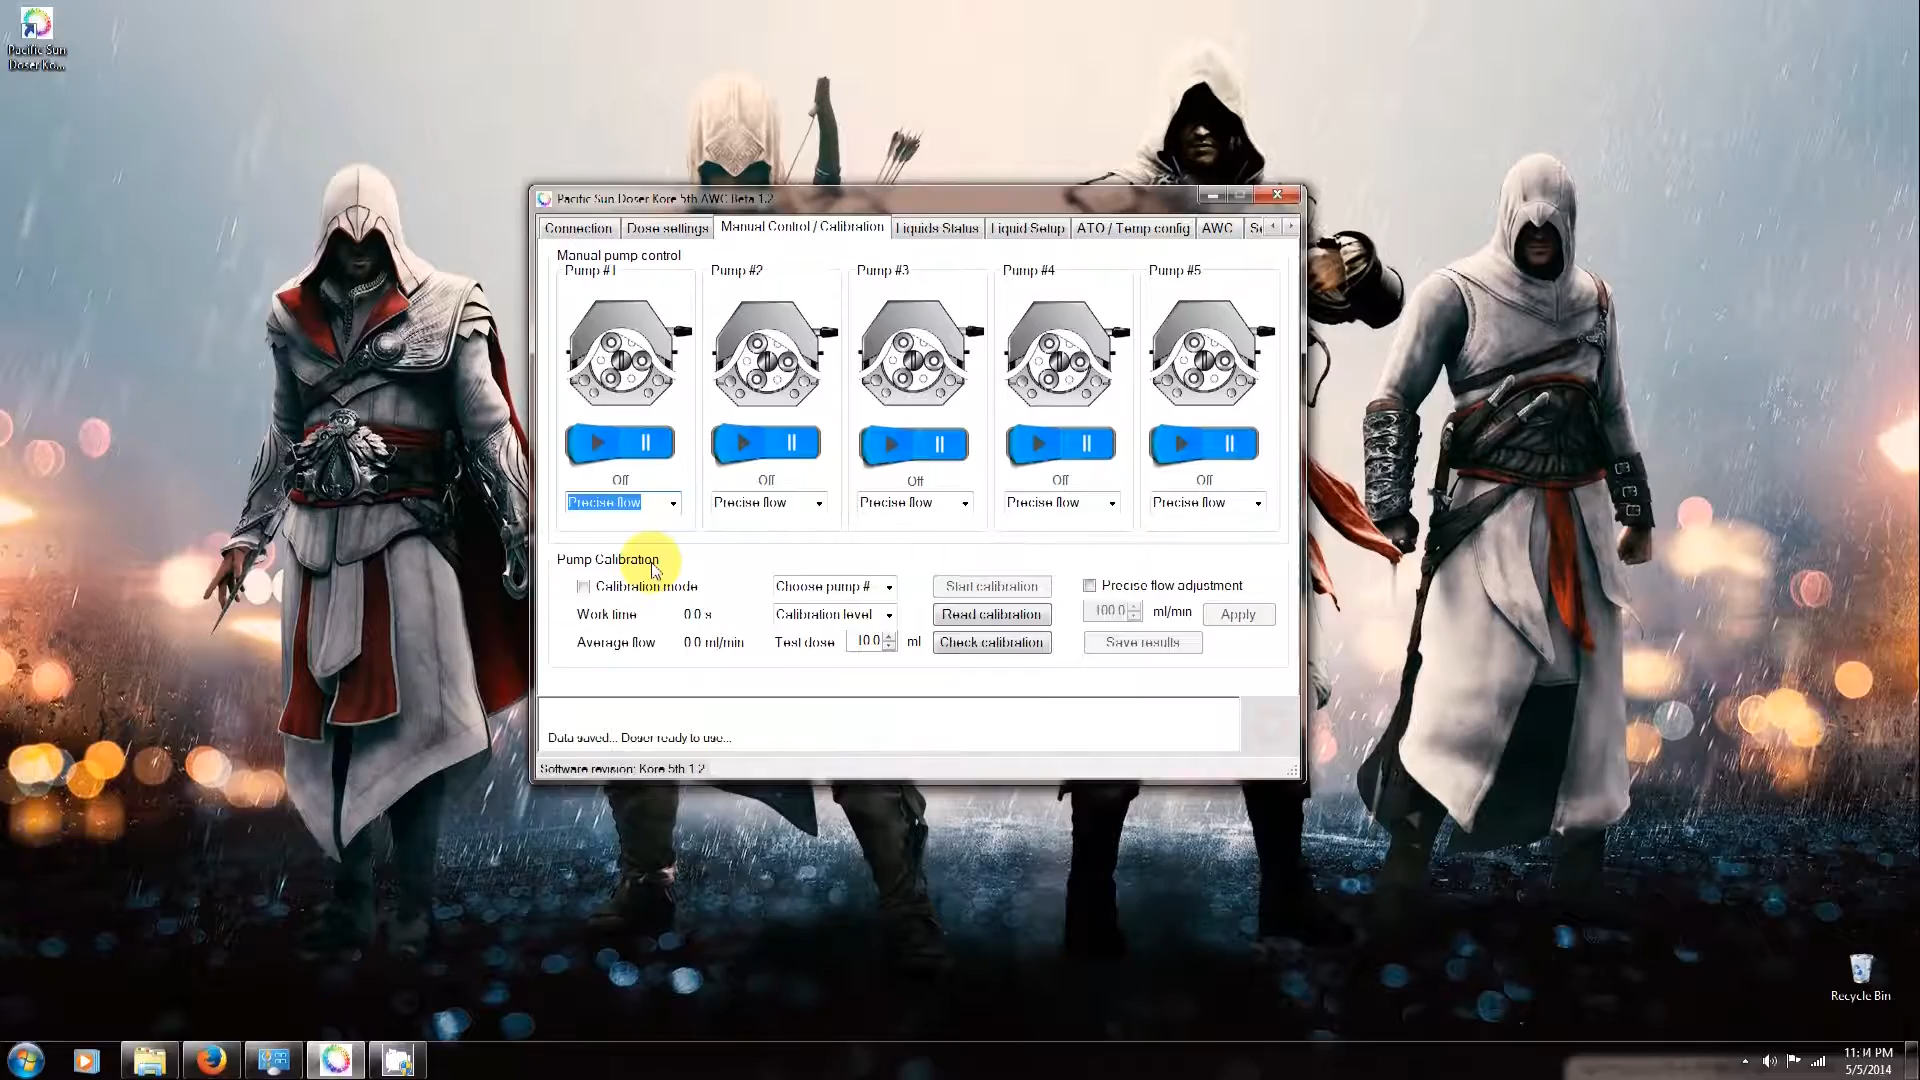 Pacific Sun
Doser Ko...
Pacific Sun Doser Kore 5th AWC Beta 1.2
Connection Dose settings Manual Control / Calibration Liquids Status Liquid Setup ATO / Temp config AWC
Manual pump control
Pump #1 Pump #2 Pump #3 Pump #4 Pump #5
Off Off Off Off Off
Precise flow Precise flow Precise flow Precise flow Precise flow
Pump Calibration
Calibration mode Choose pump # Start calibration Precise flow adjustment
Work time 0.0 s Calibration level Read calibration 100.0 ml/min Apply
Average flow 0.0 ml/min Test dose 10.0 ml Check calibration Save results
Data saved... Doser ready to use...
Software revision: Kore 5th 1.2
Recycle Bin
5/5/2014